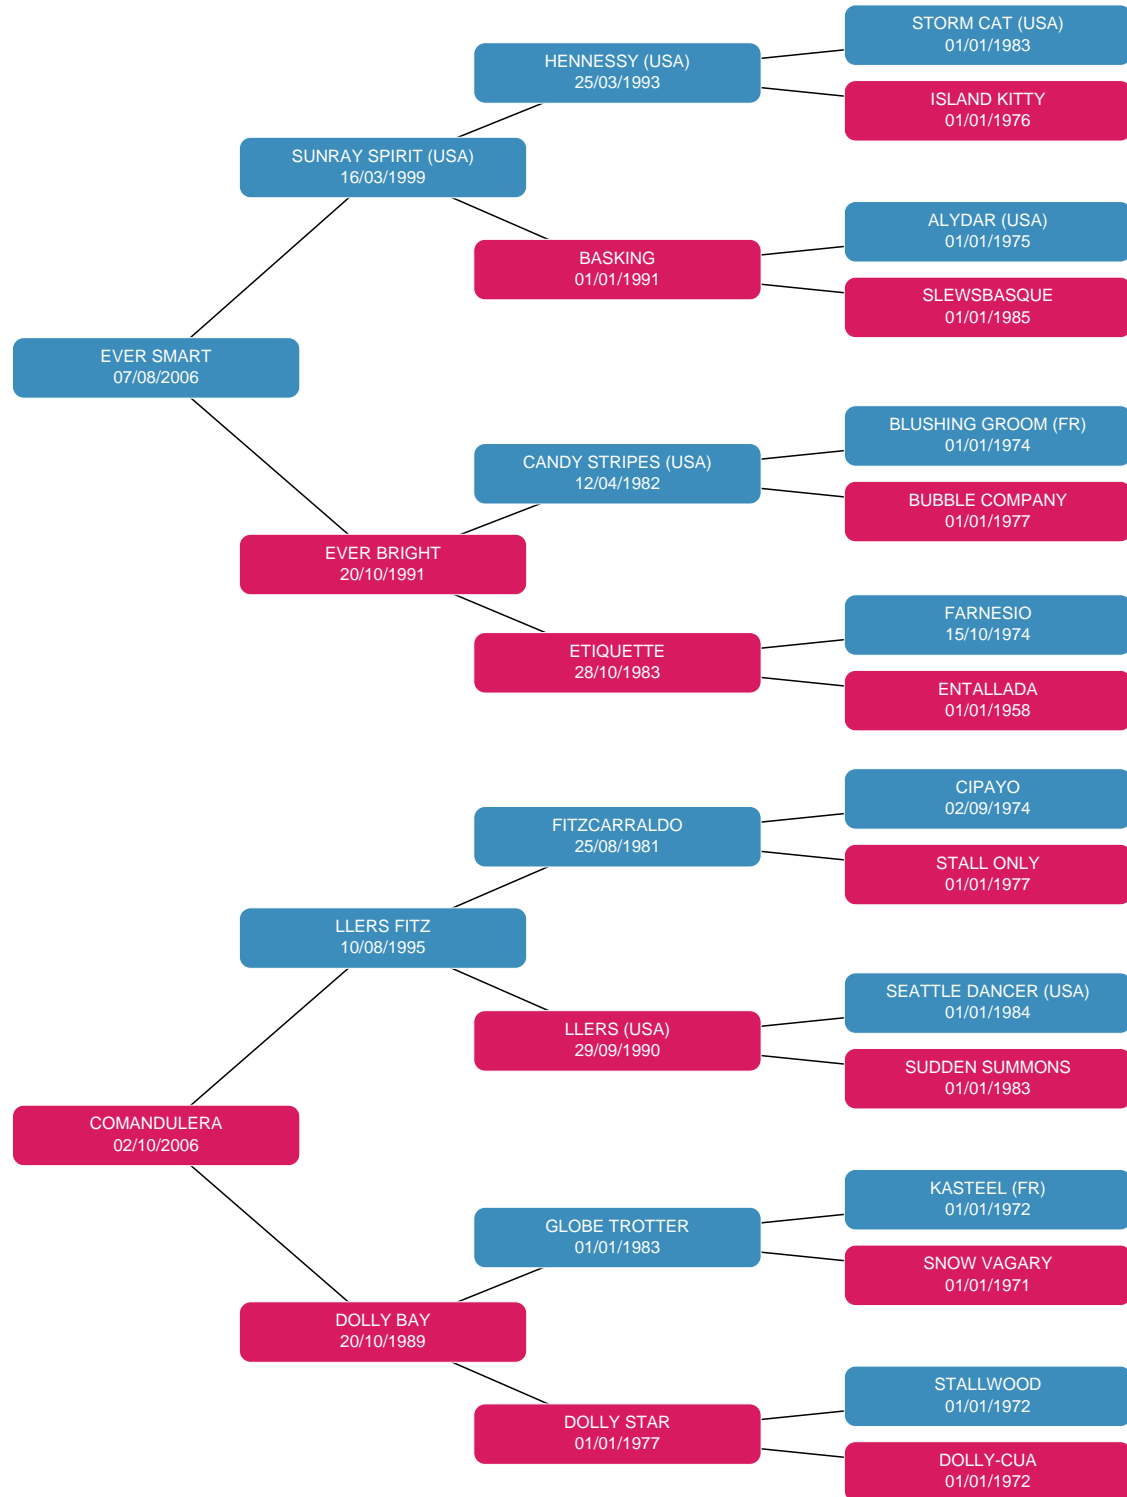 STORM CAT (USA)
01/01/1983
HENNESSY (USA)
25/03/1993
ISLAND KITTY
01/01/1976
SUNRAY SPIRIT (USA)
16/03/1999
ALYDAR (USA)
01/01/1975
BASKING
01/01/1991
SLEWSBASQUE
01/01/1985
EVER SMART
07/08/2006
BLUSHING GROOM (FR)
01/01/1974
CANDY STRIPES (USA)
12/04/1982
BUBBLE COMPANY
01/01/1977
EVER BRIGHT
20/10/1991
FARNESIO
15/10/1974
ETIQUETTE
28/10/1983
ENTALLADA
01/01/1958
CIPAYO
02/09/1974
FITZCARRALDO
25/08/1981
STALL ONLY
01/01/1977
LLERS FITZ
10/08/1995
SEATTLE DANCER (USA)
01/01/1984
LLERS (USA)
29/09/1990
SUDDEN SUMMONS
01/01/1983
COMANDULERA
02/10/2006
KASTEEL (FR)
01/01/1972
GLOBE TROTTER
01/01/1983
SNOW VAGARY
01/01/1971
DOLLY BAY
20/10/1989
STALLWOOD
01/01/1972
DOLLY STAR
01/01/1977
DOLLY-CUA
01/01/1972